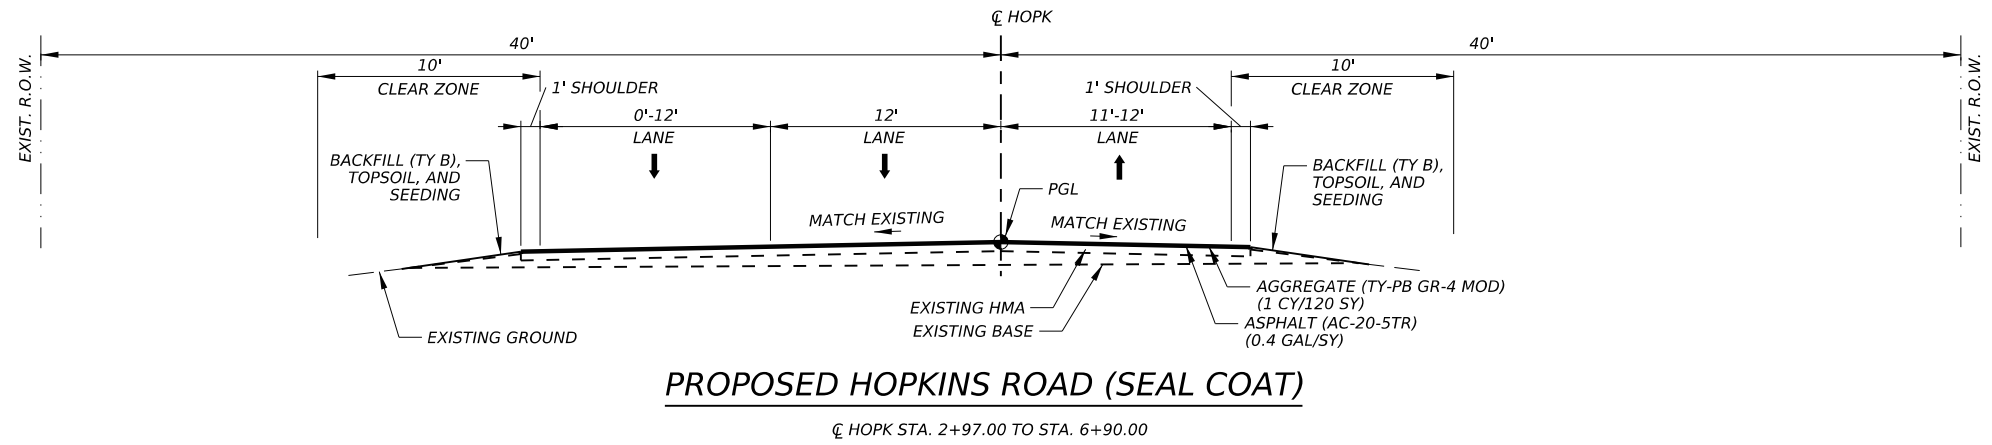 ℄ HOPK
40'
40'
EXIST. R.O.W.
EXIST. R.O.W.
10'
CLEAR ZONE
10'
CLEAR ZONE
1' SHOULDER
1' SHOULDER
0'-12'
LANE
12'
LANE
11'-12'
LANE
BACKFILL (TY B),
TOPSOIL, AND
SEEDING
BACKFILL (TY B),
TOPSOIL, AND
SEEDING
PGL
MATCH EXISTING
MATCH EXISTING
AGGREGATE (TY-PB GR-4 MOD)
(1 CY/120 SY)
ASPHALT (AC-20-5TR)
(0.4 GAL/SY)
EXISTING HMA
EXISTING BASE
EXISTING GROUND
PROPOSED HOPKINS ROAD (SEAL COAT)
℄ HOPK STA. 2+97.00 TO STA. 6+90.00